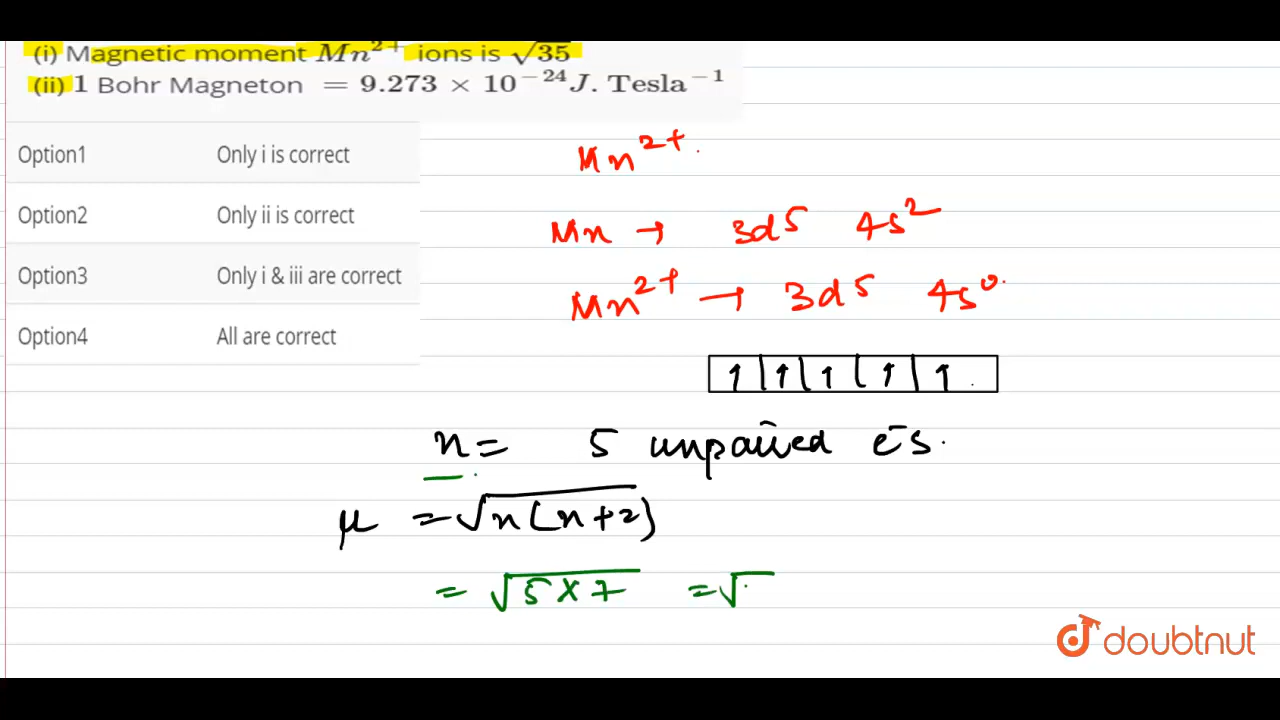 (i) Magnetic moment Mn²⁺ ions is √35
(ii) 1 Bohr Magneton = 9.273 × 10⁻²⁴ J. Tesla⁻¹
Option1 Only i is correct
Option2 Only ii is correct
Option3 Only i & iii are correct
Option4 All are correct
Mn²⁺
Mn → 3d5 4s²
Mn²⁺ → 3d5 4s⁰
↑ | ↑ | ↑ | ↑ | ↑
n = 5 unpaired e⁻s.
μ = √n(n+2)
= √5×7 = √
doubtnut